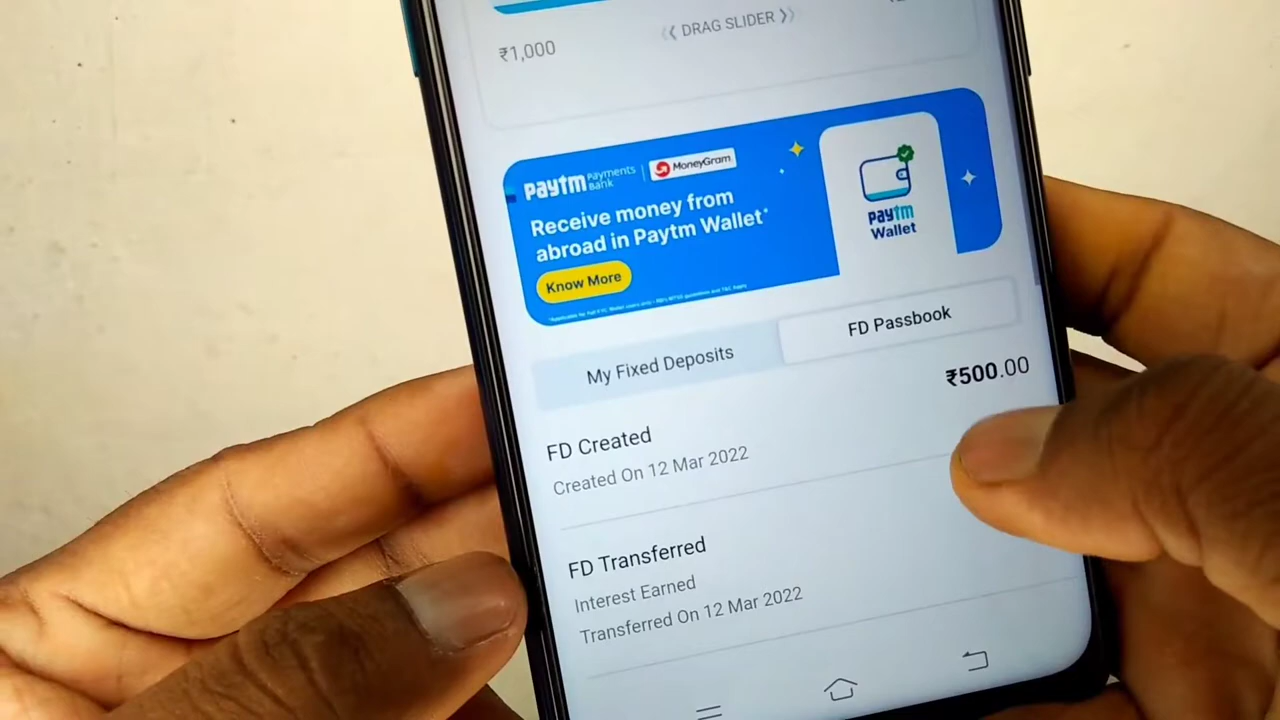 ₹1,000
《 DRAG SLIDER 》
paytm Payments Bank | MoneyGram
Receive money from
abroad in Paytm Wallet*
Know More
paytm
Wallet
My Fixed Deposits
FD Passbook
₹500.00
FD Created
Created On 12 Mar 2022
FD Transferred
Interest Earned
Transferred On 12 Mar 2022